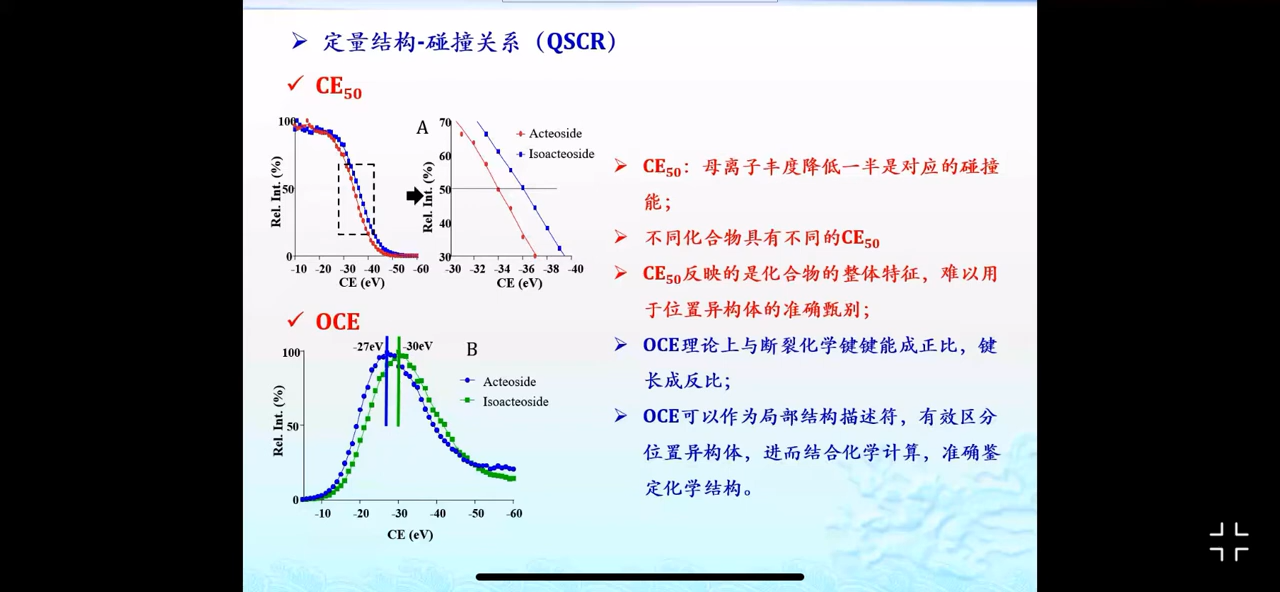 定量结构-碰撞关系（QSCR）
CE50
100
50
0
Rel. Int. (%)
-10 -20 -30 -40 -50 -60
CE (eV)
A
70
60
50
40
30
Rel. Int. (%)
-30 -32 -34 -36 -38 -40
CE (eV)
Acteoside
Isoacteoside
OCE
-27eV
-30eV
B
100
50
0
Rel. Int. (%)
-10 -20 -30 -40 -50 -60
CE (eV)
Acteoside
Isoacteoside
CE50：母离子丰度降低一半是对应的碰撞
能；
不同化合物具有不同的CE50
CE50反映的是化合物的整体特征，难以用
于位置异构体的准确甄别；
OCE理论上与断裂化学键键能成正比，键
长成反比；
OCE可以作为局部结构描述符，有效区分
位置异构体，进而结合化学计算，准确鉴
定化学结构。